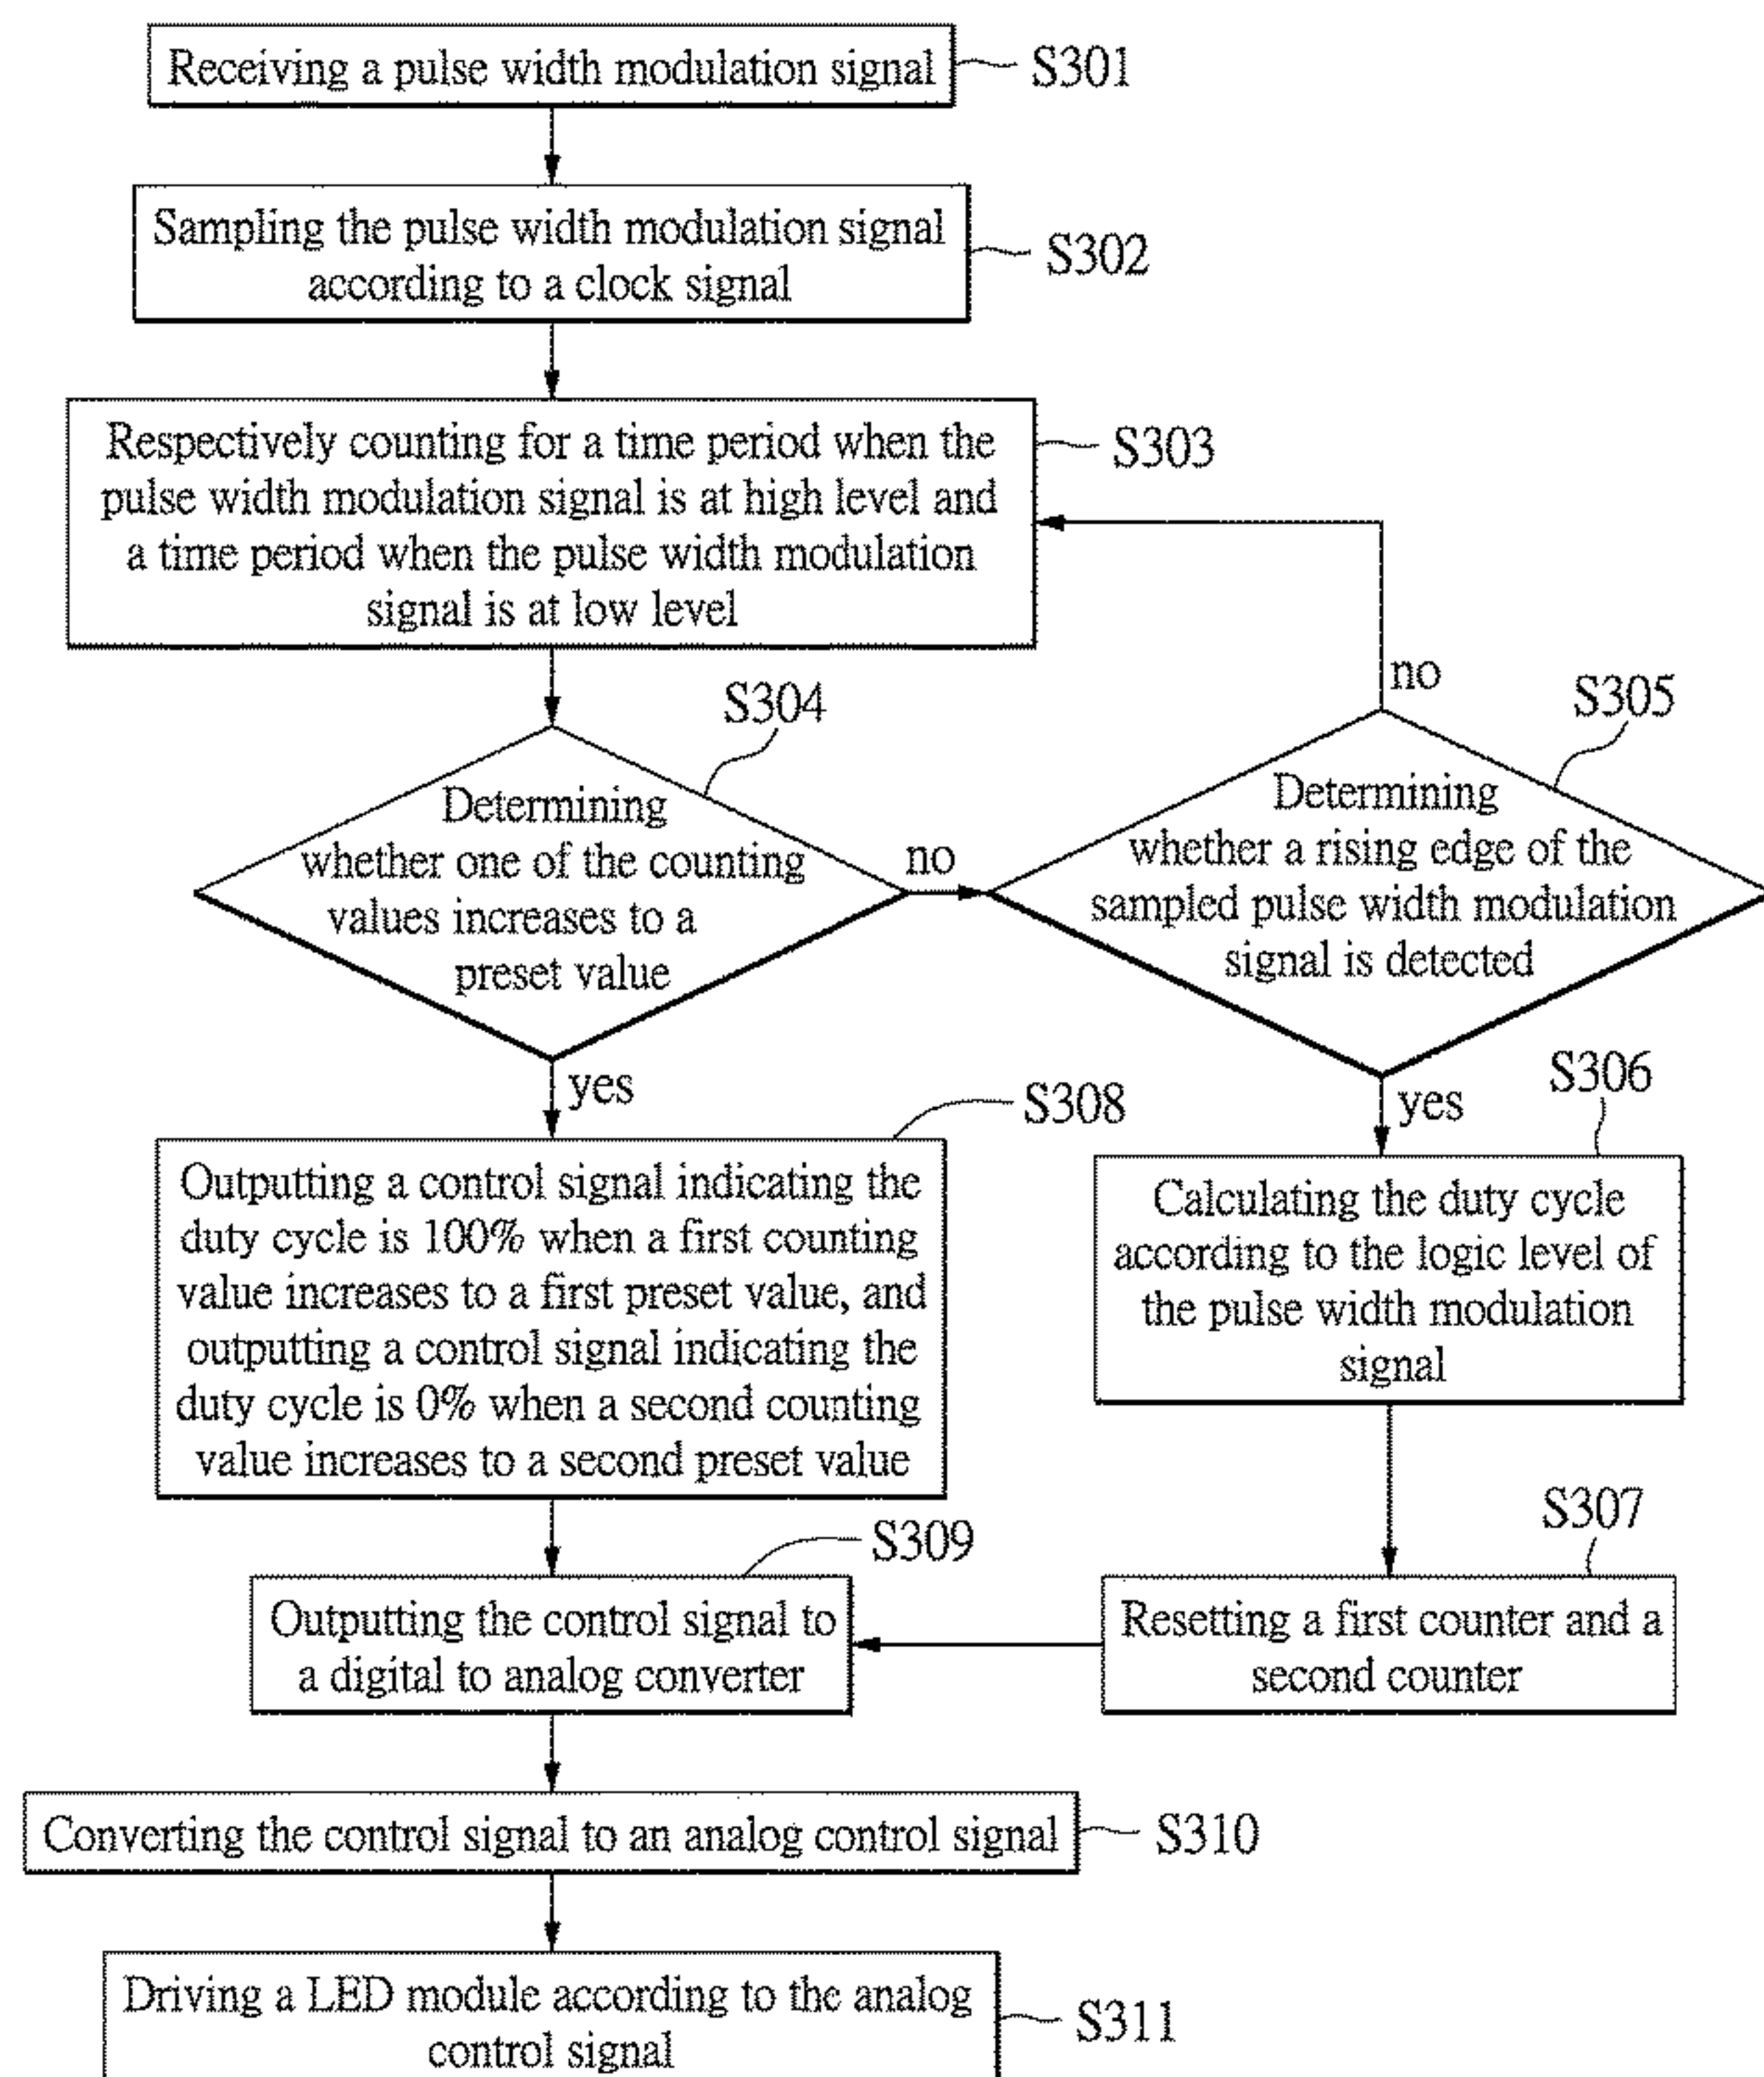 Receiving a pulse width modulation signal
S301
Sampling the pulse width modulation signal
according to a clock signal
S302
Respectively counting for a time period when the
pulse width modulation signal is at high level and
a time period when the pulse width modulation
signal is at low level
S303
S304
Determining
whether one of the counting
values increases to a
preset value
no
yes
S305
Determining
whether a rising edge of the
sampled pulse width modulation
signal is detected
no
yes
S306
Calculating the duty cycle
according to the logic level of
the pulse width modulation
signal
S307
Resetting a first counter and a
second counter
S308
Outputting a control signal indicating the
duty cycle is 100% when a first counting
value increases to a first preset value, and
outputting a control signal indicating the
duty cycle is 0% when a second counting
value increases to a second preset value
S309
Outputting the control signal to
a digital to analog converter
Converting the control signal to an analog control signal
S310
Driving a LED module according to the analog
control signal
S311